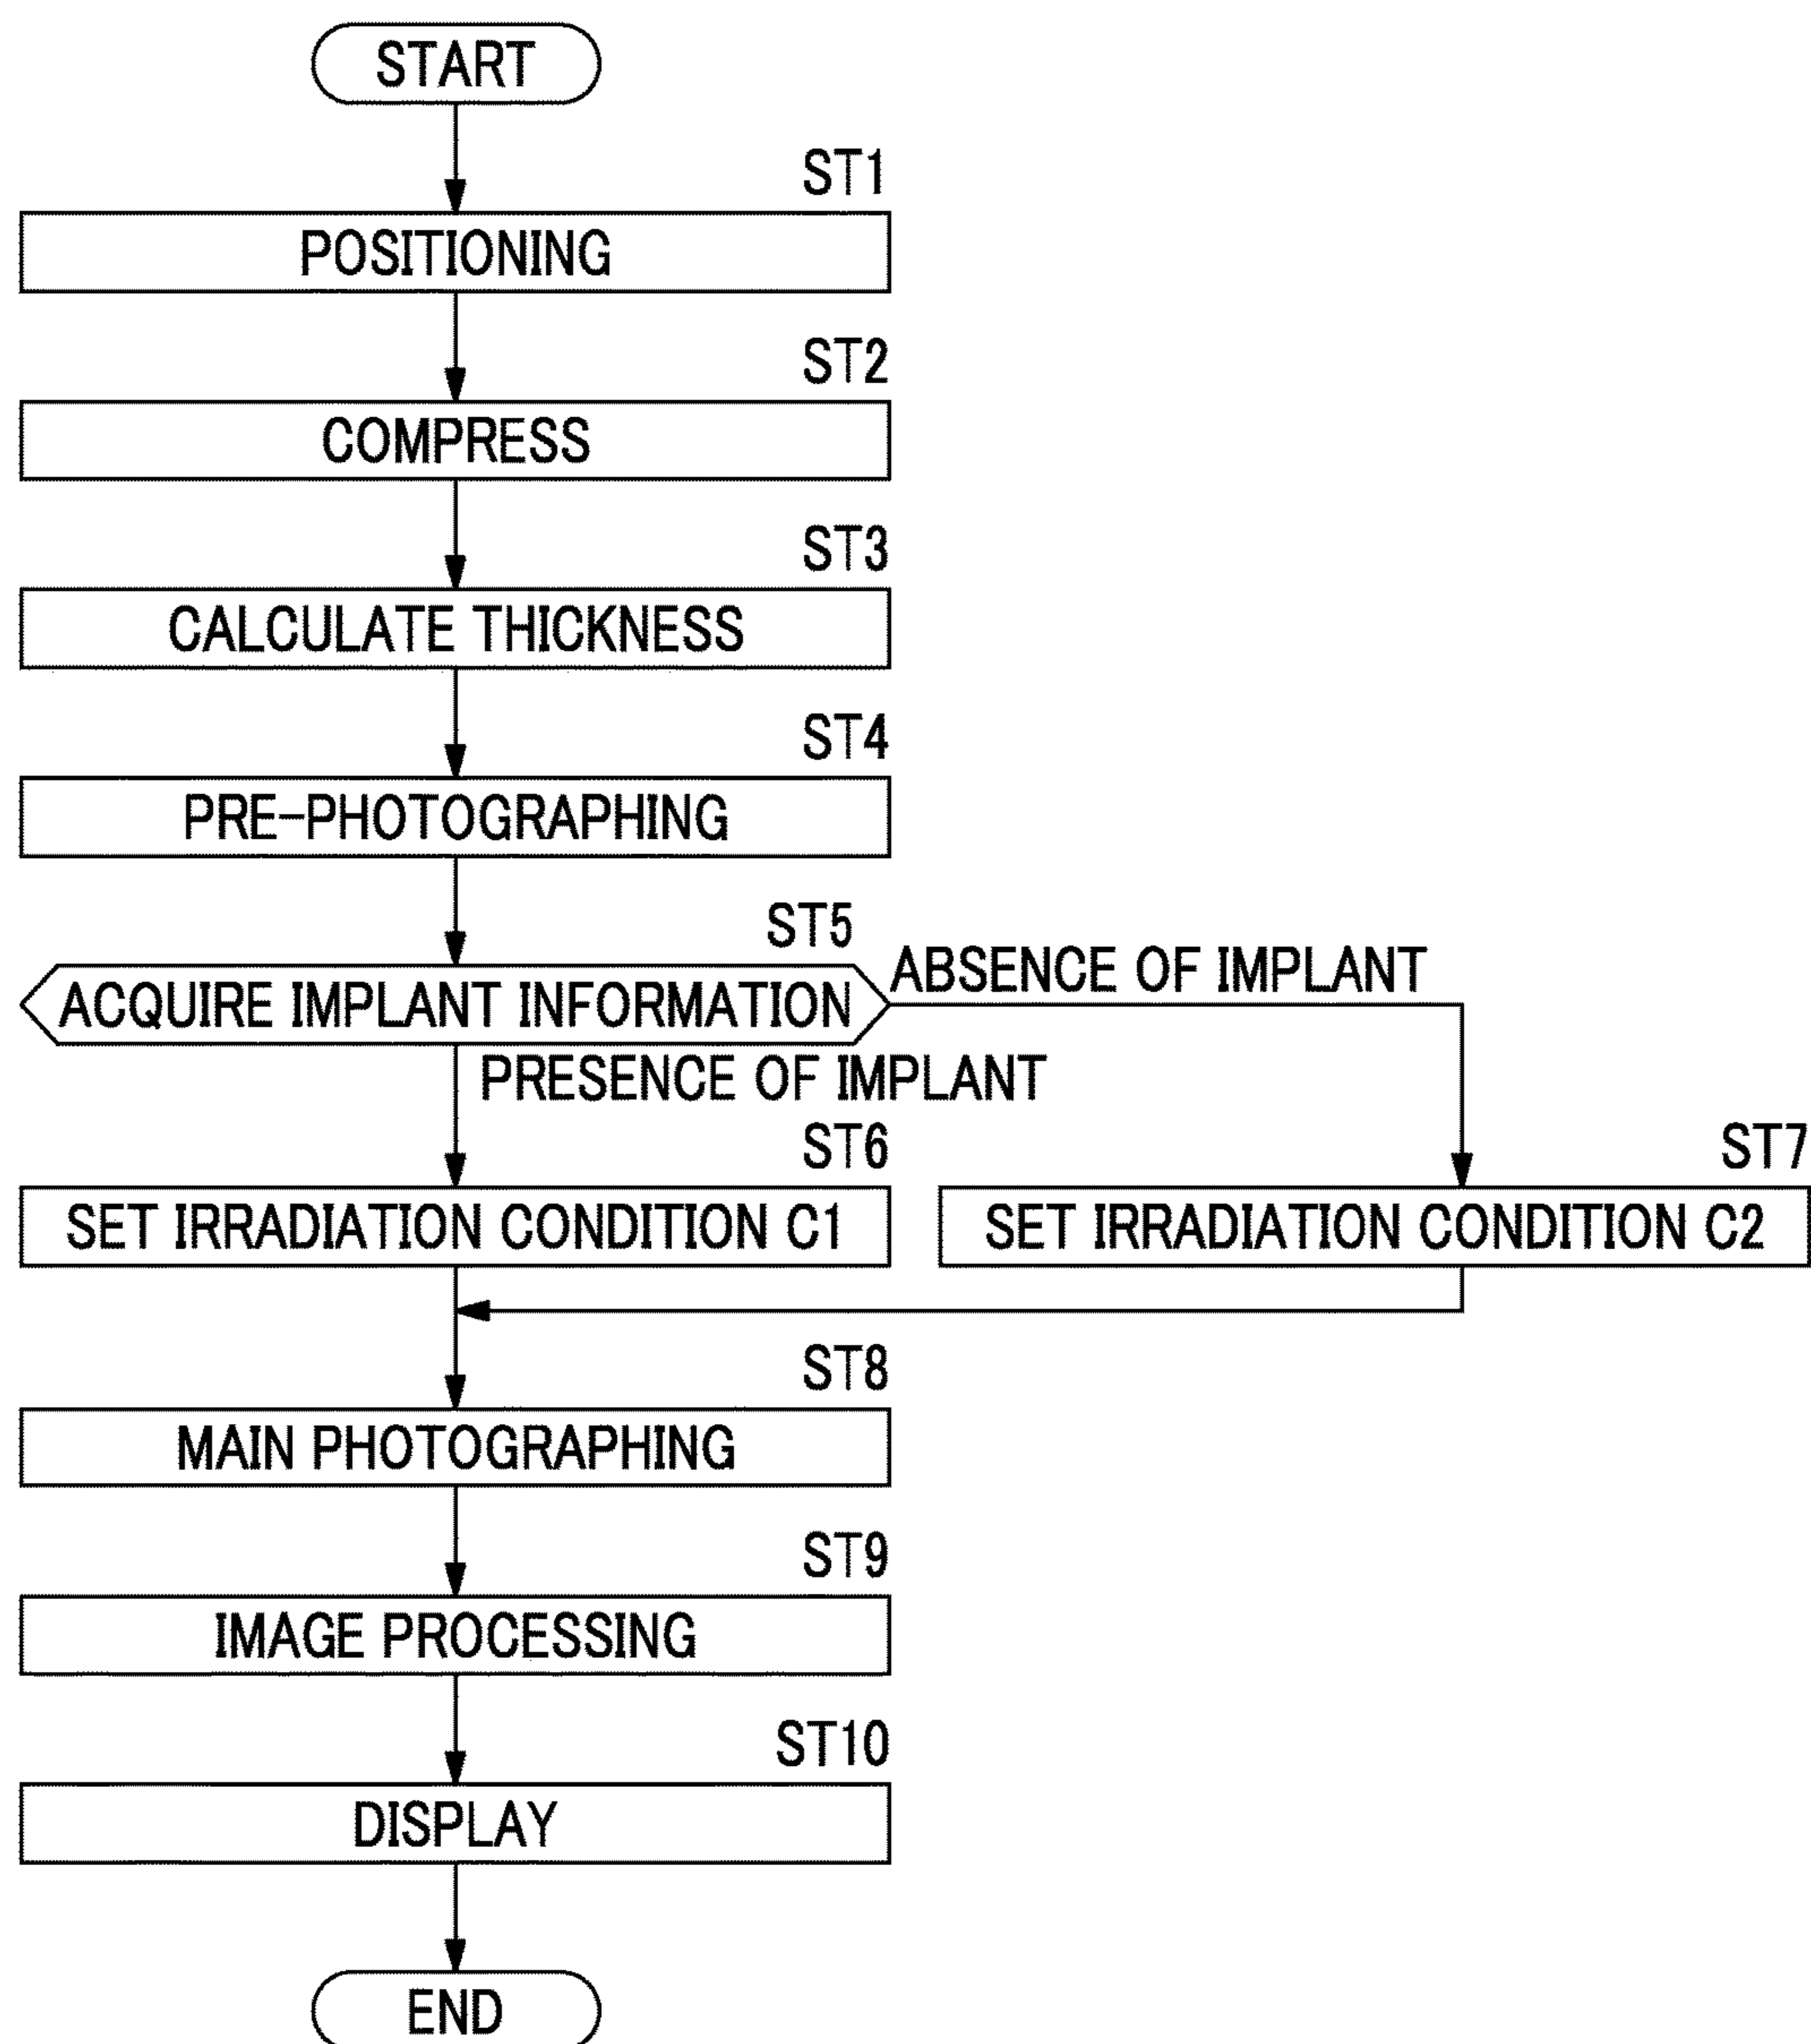 START
ST1
POSITIONING
ST2
COMPRESS
ST3
CALCULATE THICKNESS
ST4
PRE-PHOTOGRAPHING
ST5
ACQUIRE IMPLANT INFORMATION
ABSENCE OF IMPLANT
PRESENCE OF IMPLANT
ST6
SET IRRADIATION CONDITION C1
ST7
SET IRRADIATION CONDITION C2
ST8
MAIN PHOTOGRAPHING
ST9
IMAGE PROCESSING
ST10
DISPLAY
END